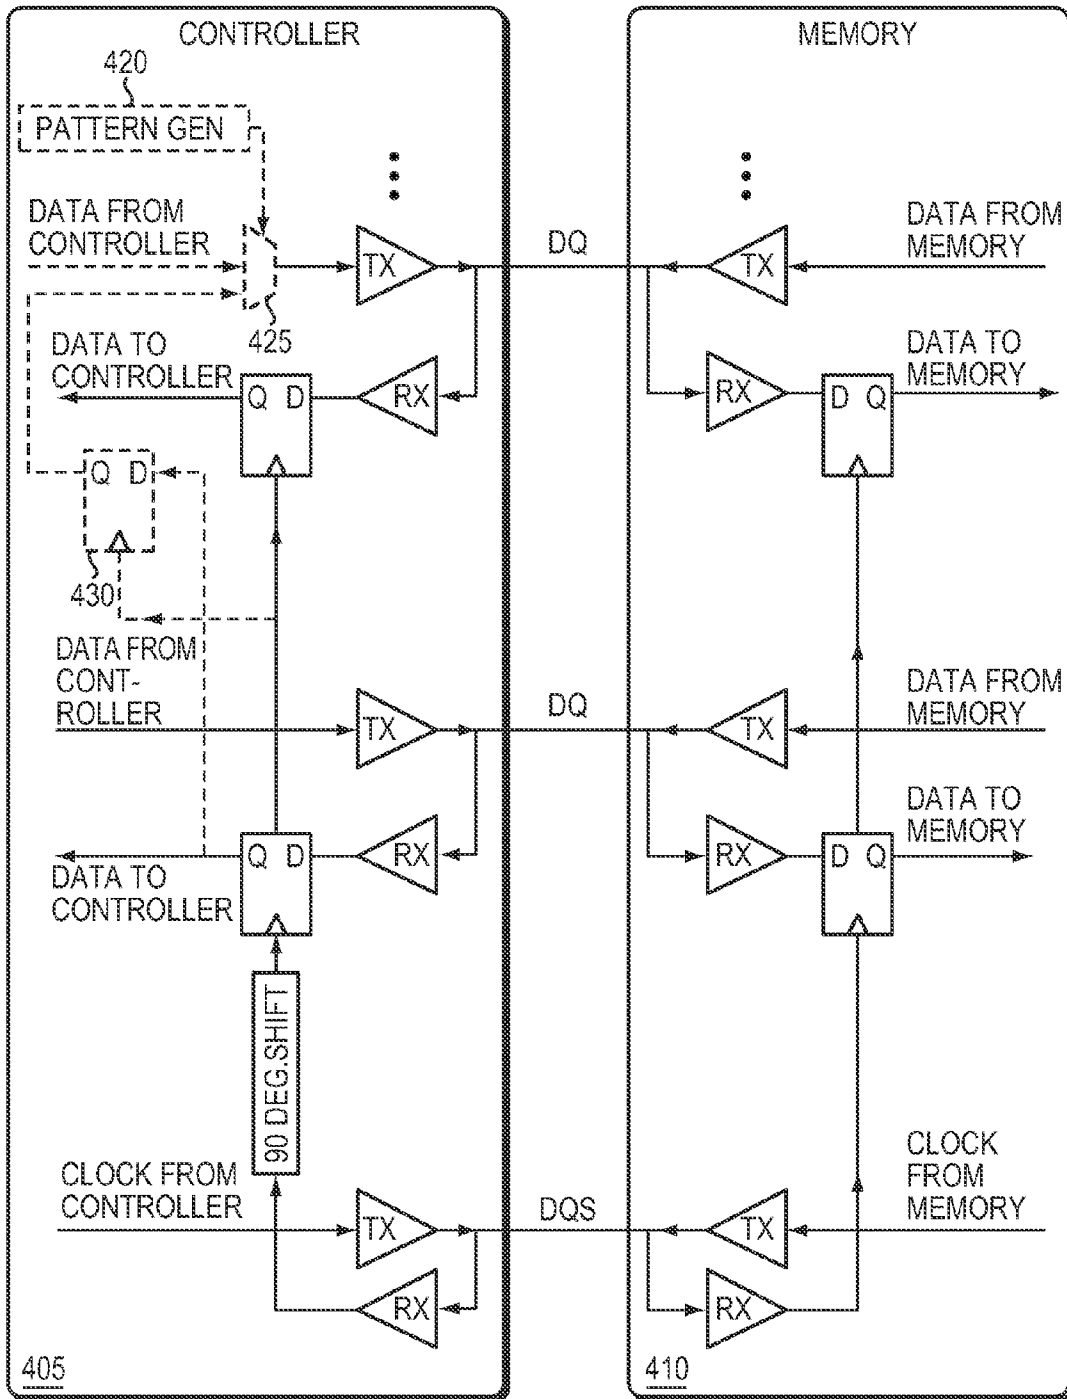 CONTROLLER
MEMORY
420
PATTERN GEN
DATA FROM
CONTROLLER
TX
DQ
TX
DATA FROM
MEMORY
425
DATA TO
CONTROLLER
Q D
RX
RX
D Q
DATA TO
MEMORY
Q D
430
DATA FROM
CONT-
ROLLER
TX
DQ
TX
DATA FROM
MEMORY
DATA TO
CONTROLLER
Q D
RX
RX
D Q
DATA TO
MEMORY
90 DEG.SHIFT
CLOCK FROM
CONTROLLER
TX
DQS
TX
CLOCK
FROM
MEMORY
RX
RX
405
410